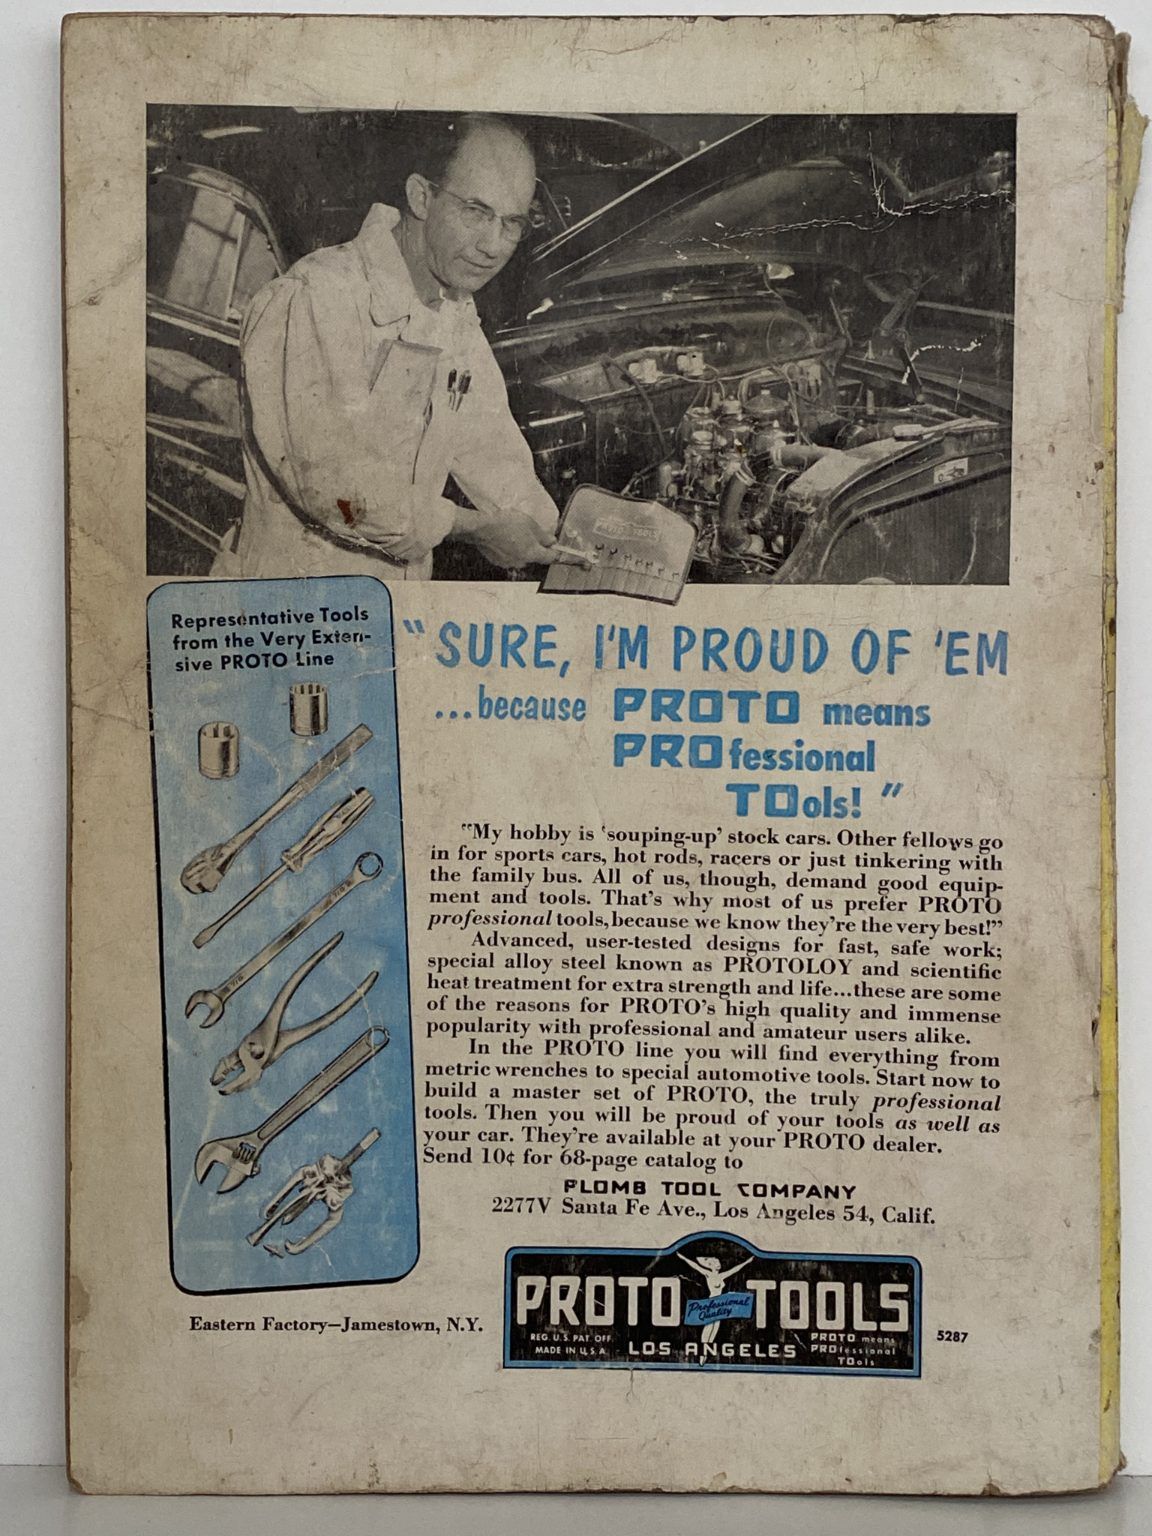 PROTO TOOLS
Representative Tools
from the Very Exten-
sive PROTO Line
"SURE, I'M PROUD OF 'EM
...because PROTO means
PROfessional
TOols!"
"My hobby is 'souping-up' stock cars. Other fellows go
in for sports cars, hot rods, racers or just tinkering with
the family bus. All of us, though, demand good equip-
ment and tools. That's why most of us prefer PROTO
professional tools, because we know they're the very best!"
Advanced, user-tested designs for fast, safe work;
special alloy steel known as PROTOLOY and scientific
heat treatment for extra strength and life...these are some
of the reasons for PROTO's high quality and immense
popularity with professional and amateur users alike.
In the PROTO line you will find everything from
metric wrenches to special automotive tools. Start now to
build a master set of PROTO, the truly professional
tools. Then you will be proud of your tools as well as
your car. They're available at your PROTO dealer.
Send 10¢ for 68-page catalog to
PLOMB TOOL COMPANY
2277V Santa Fe Ave., Los Angeles 54, Calif.
Eastern Factory—Jamestown, N.Y.
PROTO TOOLS
Professional
Quality
REG. U.S. PAT. OFF.
MADE IN U.S.A.
LOS ANGELES
PROTO means
PROfessional
TOols
5287